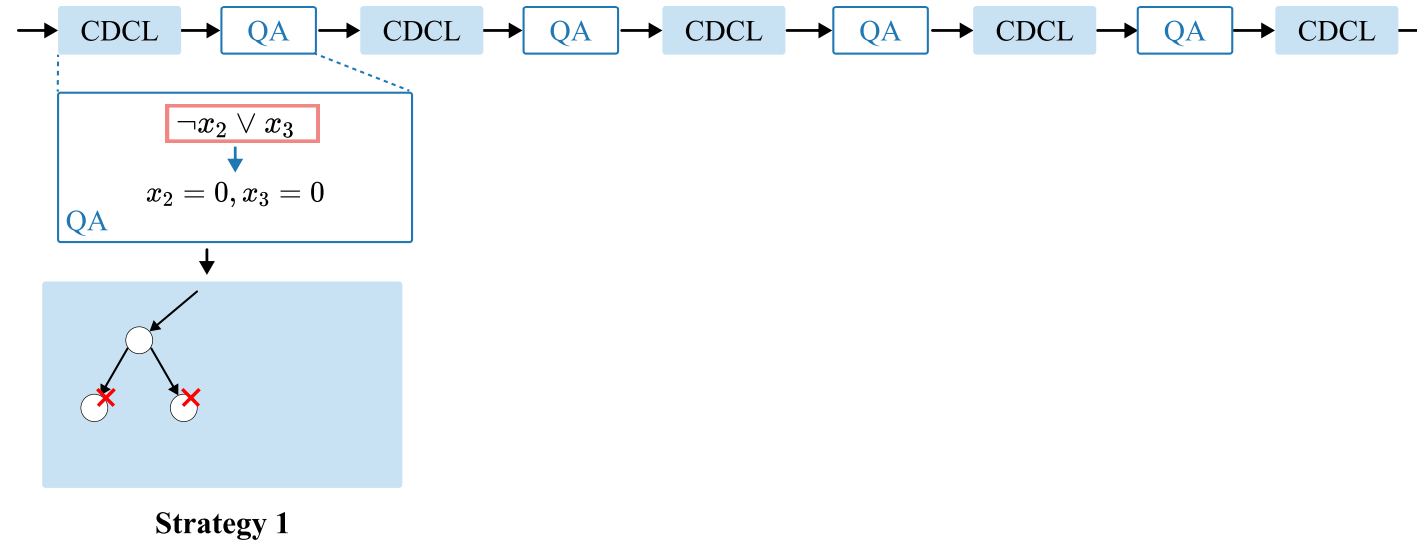 CDCL QA CDCL QA CDCL QA CDCL QA CDCL
¬x₂ ∨ x₃
x₂ = 0, x₃ = 0
QA
Strategy 1